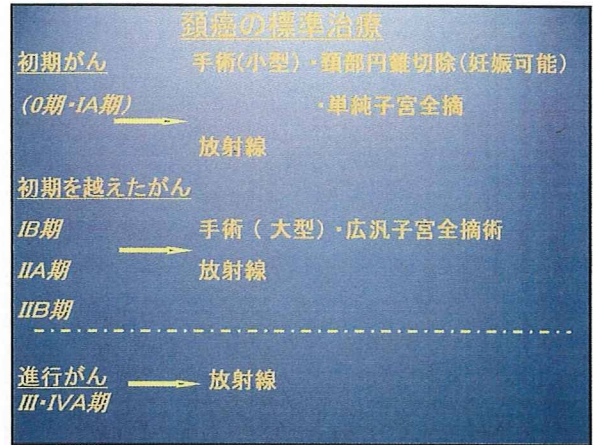 頚癌の標準治療
初期がん 手術(小型)・頚部円錐切除(妊娠可能)
(0期・IA期) ・単純子宮全摘
放射線
初期を越えたがん
IB期 手術(大型)・広汎子宮全摘術
IIA期 放射線
IIB期
進行がん 放射線
III・IVA期